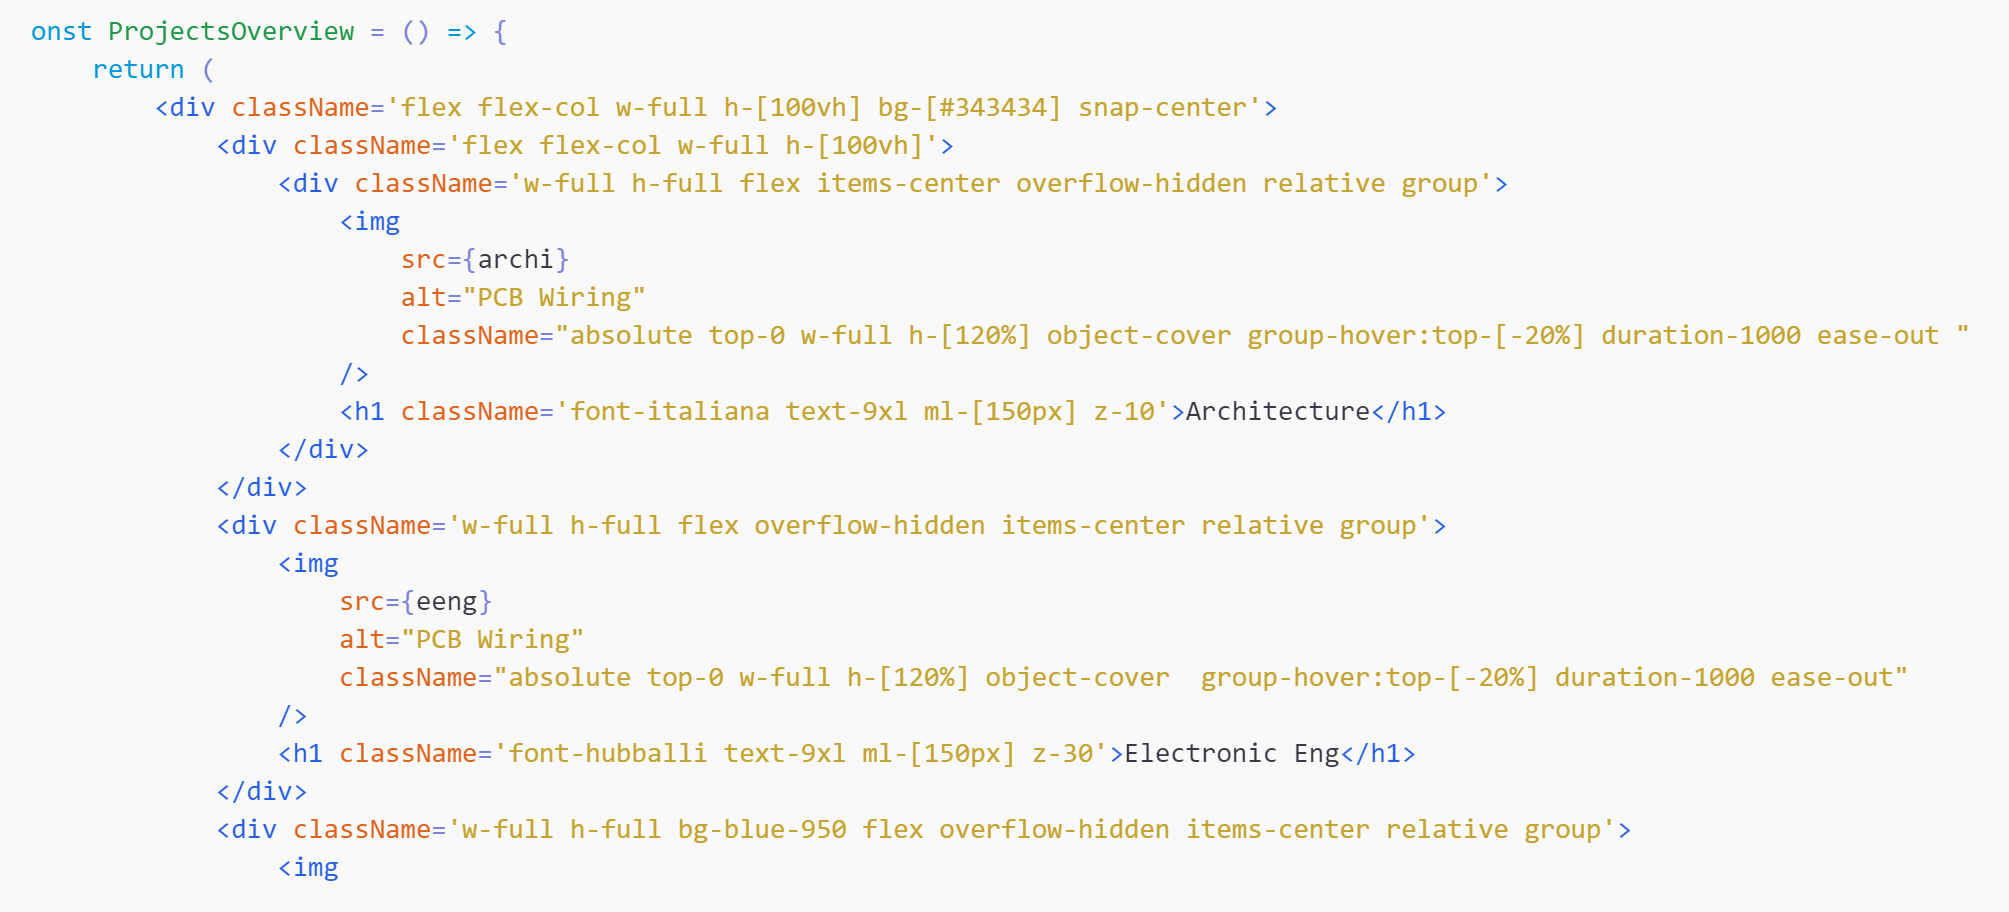 onst ProjectsOverview = () => {
    return (
        <div className='flex flex-col w-full h-[100vh] bg-[#343434] snap-center'>
            <div className='flex flex-col w-full h-[100vh]'>
                <div className='w-full h-full flex items-center overflow-hidden relative group'>
                    <img
                        src={archi}
                        alt="PCB Wiring"
                        className="absolute top-0 w-full h-[120%] object-cover group-hover:top-[-20%] duration-1000 ease-out "
                    />
                    <h1 className='font-italiana text-9xl ml-[150px] z-10'>Architecture</h1>
                </div>
            </div>
            <div className='w-full h-full flex overflow-hidden items-center relative group'>
                <img
                    src={eeng}
                    alt="PCB Wiring"
                    className="absolute top-0 w-full h-[120%] object-cover  group-hover:top-[-20%] duration-1000 ease-out"
                />
                <h1 className='font-hubballi text-9xl ml-[150px] z-30'>Electronic Eng</h1>
            </div>
            <div className='w-full h-full bg-blue-950 flex overflow-hidden items-center relative group'>
                <img